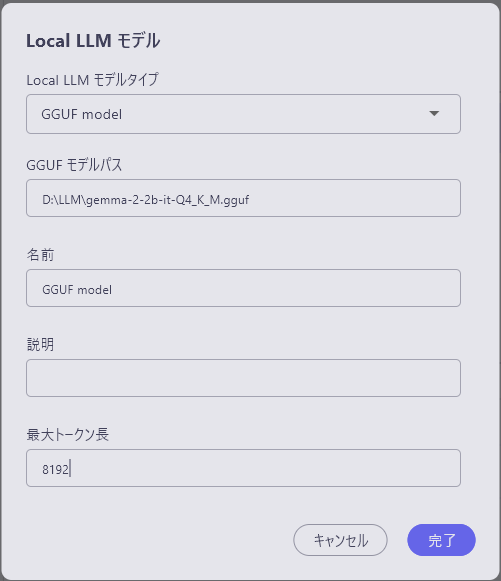 Local LLM モデル
Local LLM モデルタイプ
GGUF model
GGUF モデルパス
D:\LLM\gemma-2-2b-it-Q4_K_M.gguf
名前
GGUF model
説明
最大トークン長
8192
キャンセル
完了